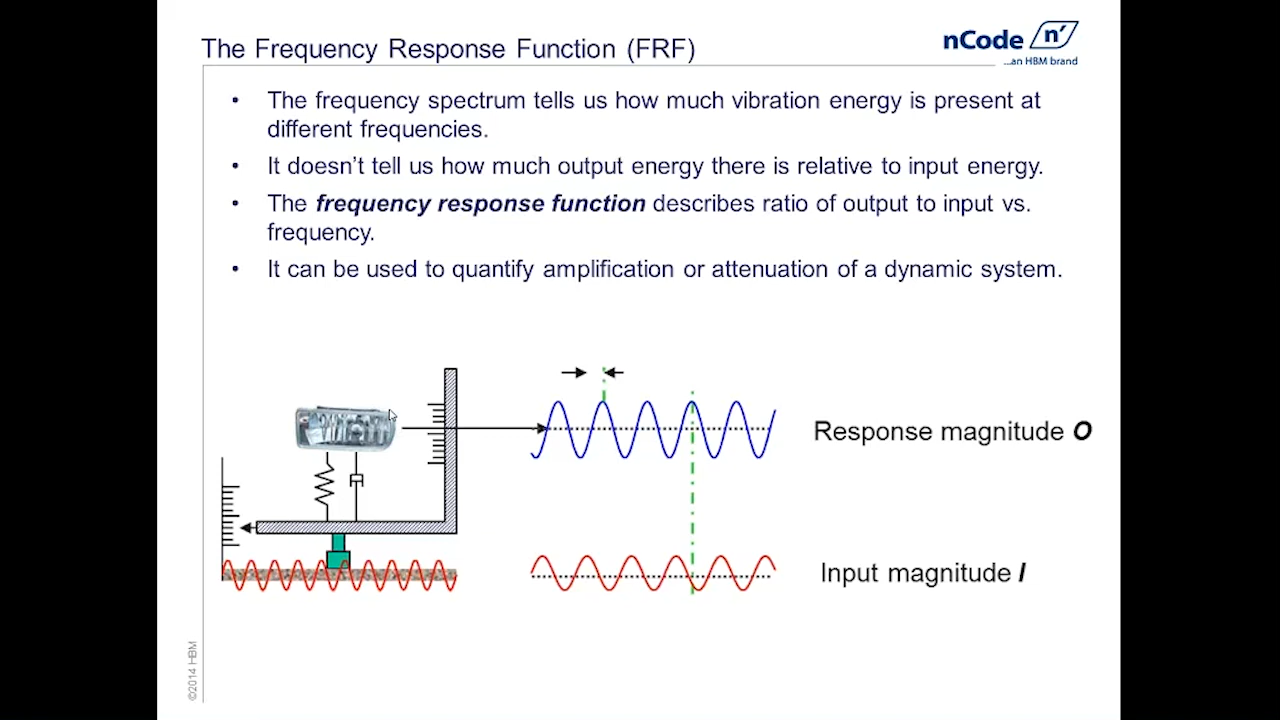 The Frequency Response Function (FRF)
nCode n'
...an HBM brand
• The frequency spectrum tells us how much vibration energy is present at
different frequencies.
• It doesn’t tell us how much output energy there is relative to input energy.
• The frequency response function describes ratio of output to input vs.
frequency.
• It can be used to quantify amplification or attenuation of a dynamic system.
Response magnitude O
Input magnitude I
©2014 HBM